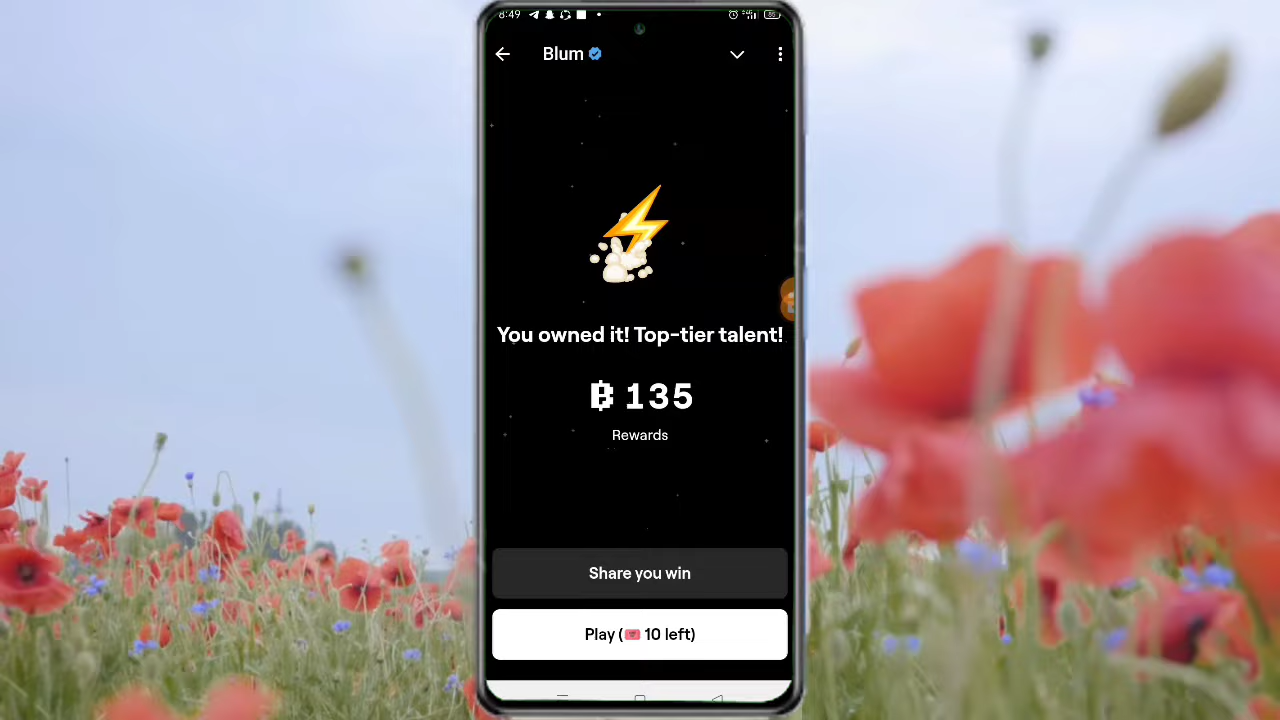 8:49
Blum
You owned it! Top-tier talent!
135
Rewards
Share you win
Play (🎟 10 left)